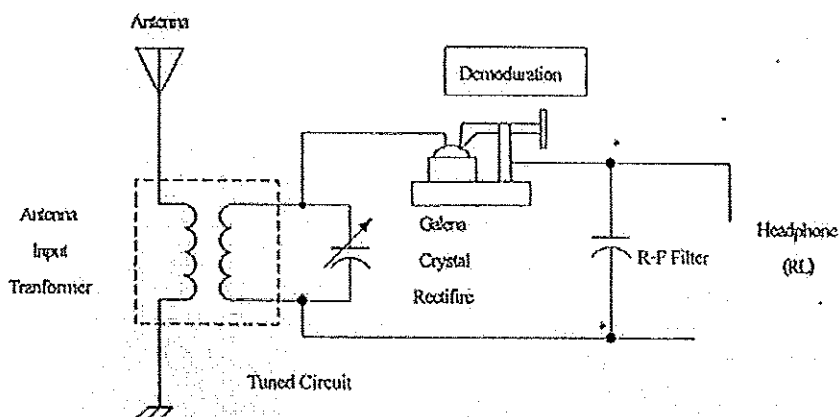 Antenna
Demoduration
Antenna
Input
Tranformer
Galena
Crystal
Rectifire
R-F Filter
Headphone
(RL)
Tuned Circuit